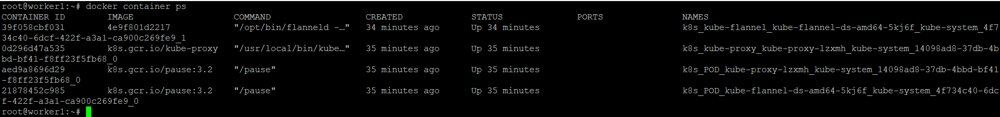 root@worker1:~# docker container ps
CONTAINER ID        IMAGE                   COMMAND                  CREATED             STATUS              PORTS               NAMES
39f058cbf031        4e9f801d2217            "/opt/bin/flanneld -…"   34 minutes ago      Up 34 minutes                           k8s_kube-flannel_kube-flannel-ds-amd64-5kj6f_kube-system_4f7
34c40-6dcf-422f-a3a1-ca900c269fe9_1
0d296d47a535        k8s.gcr.io/kube-proxy   "/usr/local/bin/kube…"   35 minutes ago      Up 35 minutes                           k8s_kube-proxy_kube-proxy-lzxmh_kube-system_14098ad8-37db-4b
bd-bf41-f8ff23f5fb68_0
aed9a8696d29        k8s.gcr.io/pause:3.2    "/pause"                 35 minutes ago      Up 35 minutes                           k8s_POD_kube-proxy-lzxmh_kube-system_14098ad8-37db-4bbd-bf41
-f8ff23f5fb68_0
21878452c985        k8s.gcr.io/pause:3.2    "/pause"                 35 minutes ago      Up 35 minutes                           k8s_POD_kube-flannel-ds-amd64-5kj6f_kube-system_4f734c40-6dc
f-422f-a3a1-ca900c269fe9_0
root@worker1:~#